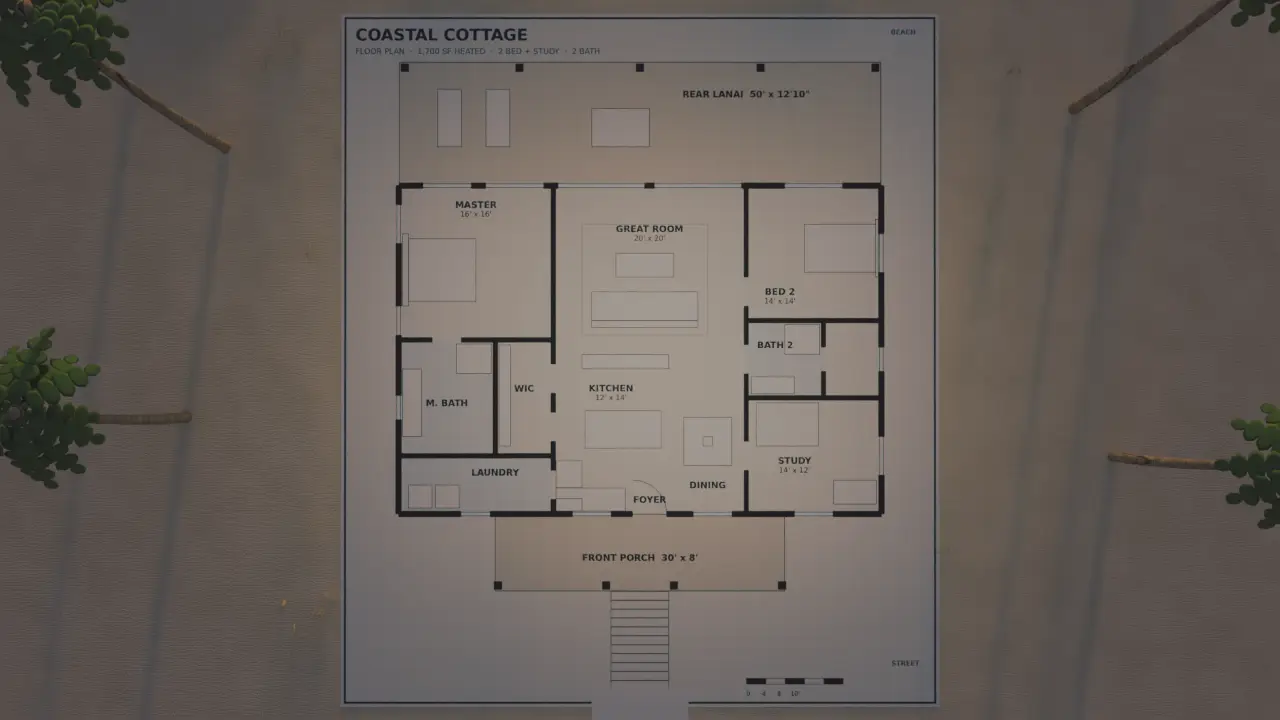 COASTAL COTTAGE
BEACH
FLOOR PLAN · 1,700 SF HEATED · 2 BED + STUDY · 2 BATH
REAR LANAI 50' x 12'10"
MASTER
16' x 16'
GREAT ROOM
20' x 20'
BED 2
14' x 14'
BATH 2
WIC
KITCHEN
12' x 14'
M. BATH
STUDY
14' x 12'
LAUNDRY
DINING
FOYER
FRONT PORCH 30' x 8'
STREET
0 4 8 10'